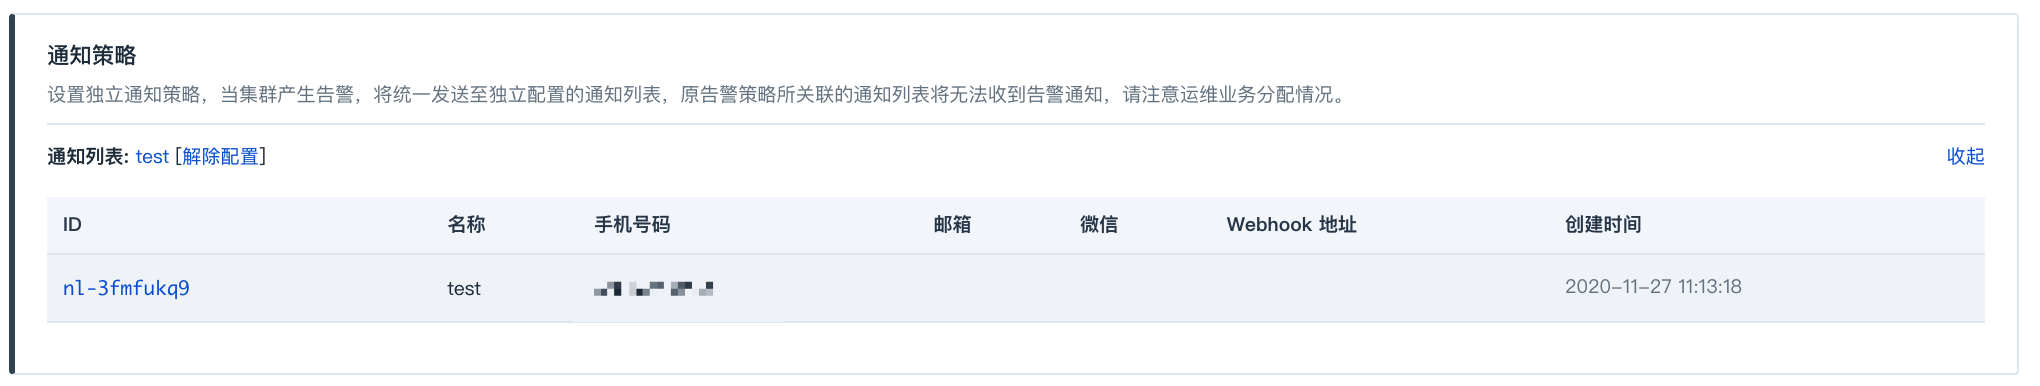 通知策略
设置独立通知策略，当集群产生告警，将统一发送至独立配置的通知列表，原告警策略所关联的通知列表将无法收到告警通知，请注意运维业务分配情况。
通知列表: test [解除配置] 收起
ID 名称 手机号码 邮箱 微信 Webhook 地址 创建时间
nl-3fmfukq9 test 2020-11-27 11:13:18